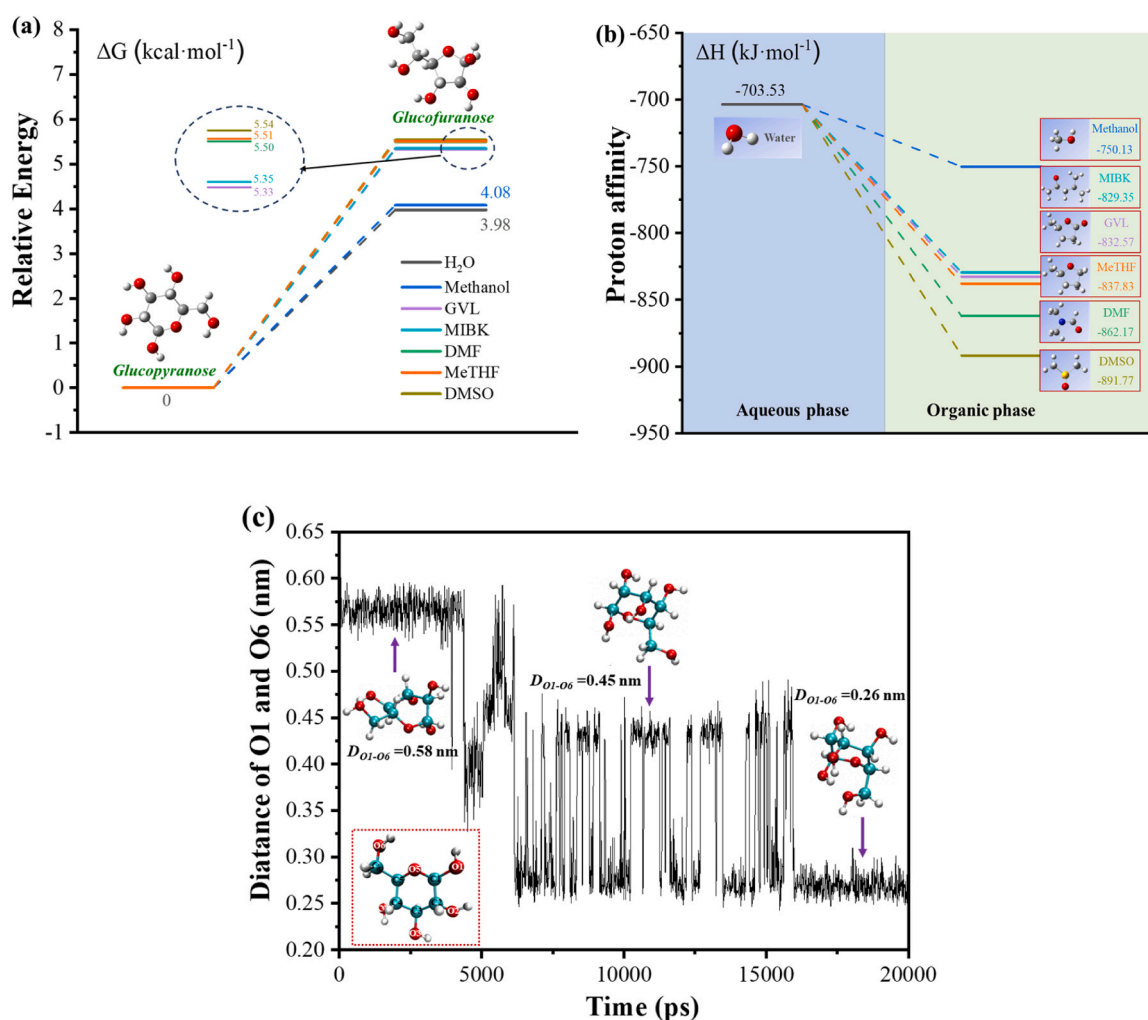 (a)
ΔG (kcal·mol⁻¹)
Relative Energy
8
7
6
5
4
3
2
1
0
-1
5.54
5.51
5.50
5.35
5.33
Glucofuranose
4.08
3.98
Glucopyranose
0
H₂O
Methanol
GVL
MIBK
DMF
MeTHF
DMSO
(b)
ΔH (kJ·mol⁻¹)
Proton affinity
-650
-700
-750
-800
-850
-900
-950
-703.53
Water
Methanol
-750.13
MIBK
-829.35
GVL
-832.57
MeTHF
-837.83
DMF
-862.17
DMSO
-891.77
Aqueous phase
Organic phase
(c)
Diatance of O1 and O6 (nm)
0.65
0.60
0.55
0.50
0.45
0.40
0.35
0.30
0.25
0.20
D_O1-O6 =0.58 nm
D_O1-O6 =0.45 nm
D_O1-O6 =0.26 nm
O6
O5
O1
O2
O3
0
5000
10000
15000
20000
Time (ps)